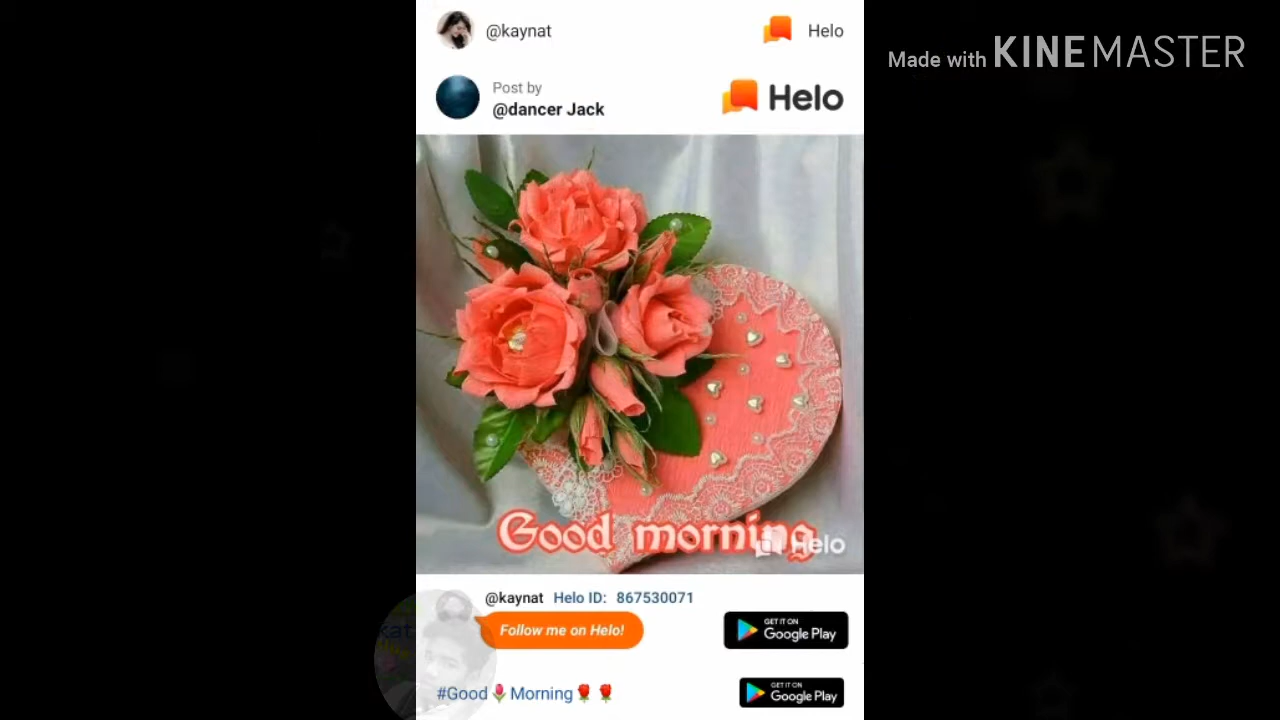 @kaynat
Helo
Made with KINEMASTER
Post by
@dancer Jack
Helo
Good morning
Helo
@kaynat Helo ID: 867530071
Follow me on Helo!
GET IT ON
Google Play
#Good🌷Morning🌹🌹
GET IT ON
Google Play